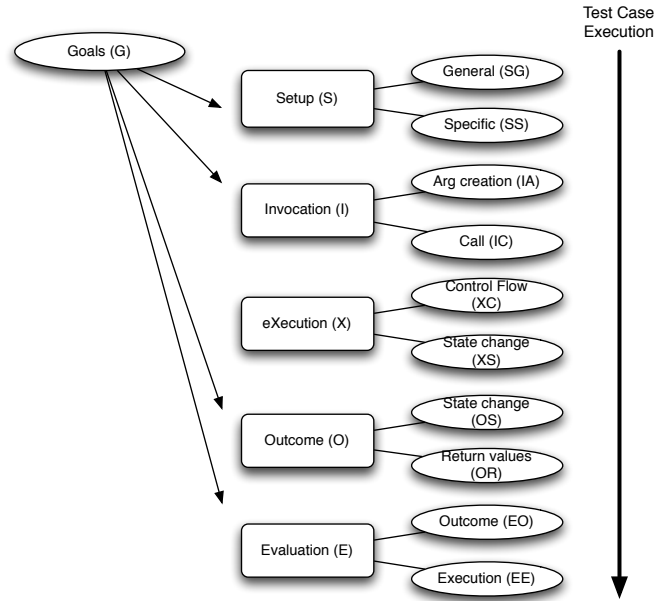 Test Case
Execution
Goals (G)
General (SG)
Setup (S)
Specific (SS)
Arg creation (IA)
Invocation (I)
Call (IC)
Control Flow
(XC)
eXecution (X)
State change
(XS)
State change
(OS)
Outcome (O)
Return values
(OR)
Outcome (EO)
Evaluation (E)
Execution (EE)